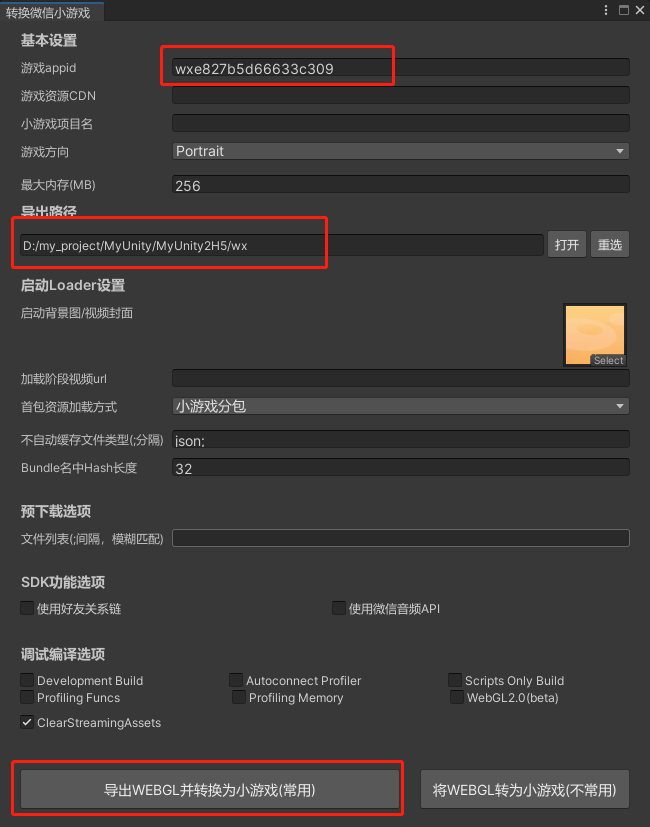 转换微信小游戏
基本设置
游戏appid wxe827b5d66633c309
游戏资源CDN
小游戏项目名
游戏方向 Portrait
最大内存(MB) 256
导出路径
D:/my_project/MyUnity/MyUnity2H5/wx 打开 重选
启动Loader设置
启动背景图/视频封面
Select
加载阶段视频url
首包资源加载方式 小游戏分包
不自动缓存文件类型(;分隔) json;
Bundle名中Hash长度 32
预下载选项
文件列表(;间隔，模糊匹配)
SDK功能选项
使用好友关系链 使用微信音频API
调试编译选项
Development Build Autoconnect Profiler Scripts Only Build
Profiling Funcs Profiling Memory WebGL2.0(beta)
ClearStreamingAssets
导出WEBGL并转换为小游戏(常用) 将WEBGL转为小游戏(不常用)